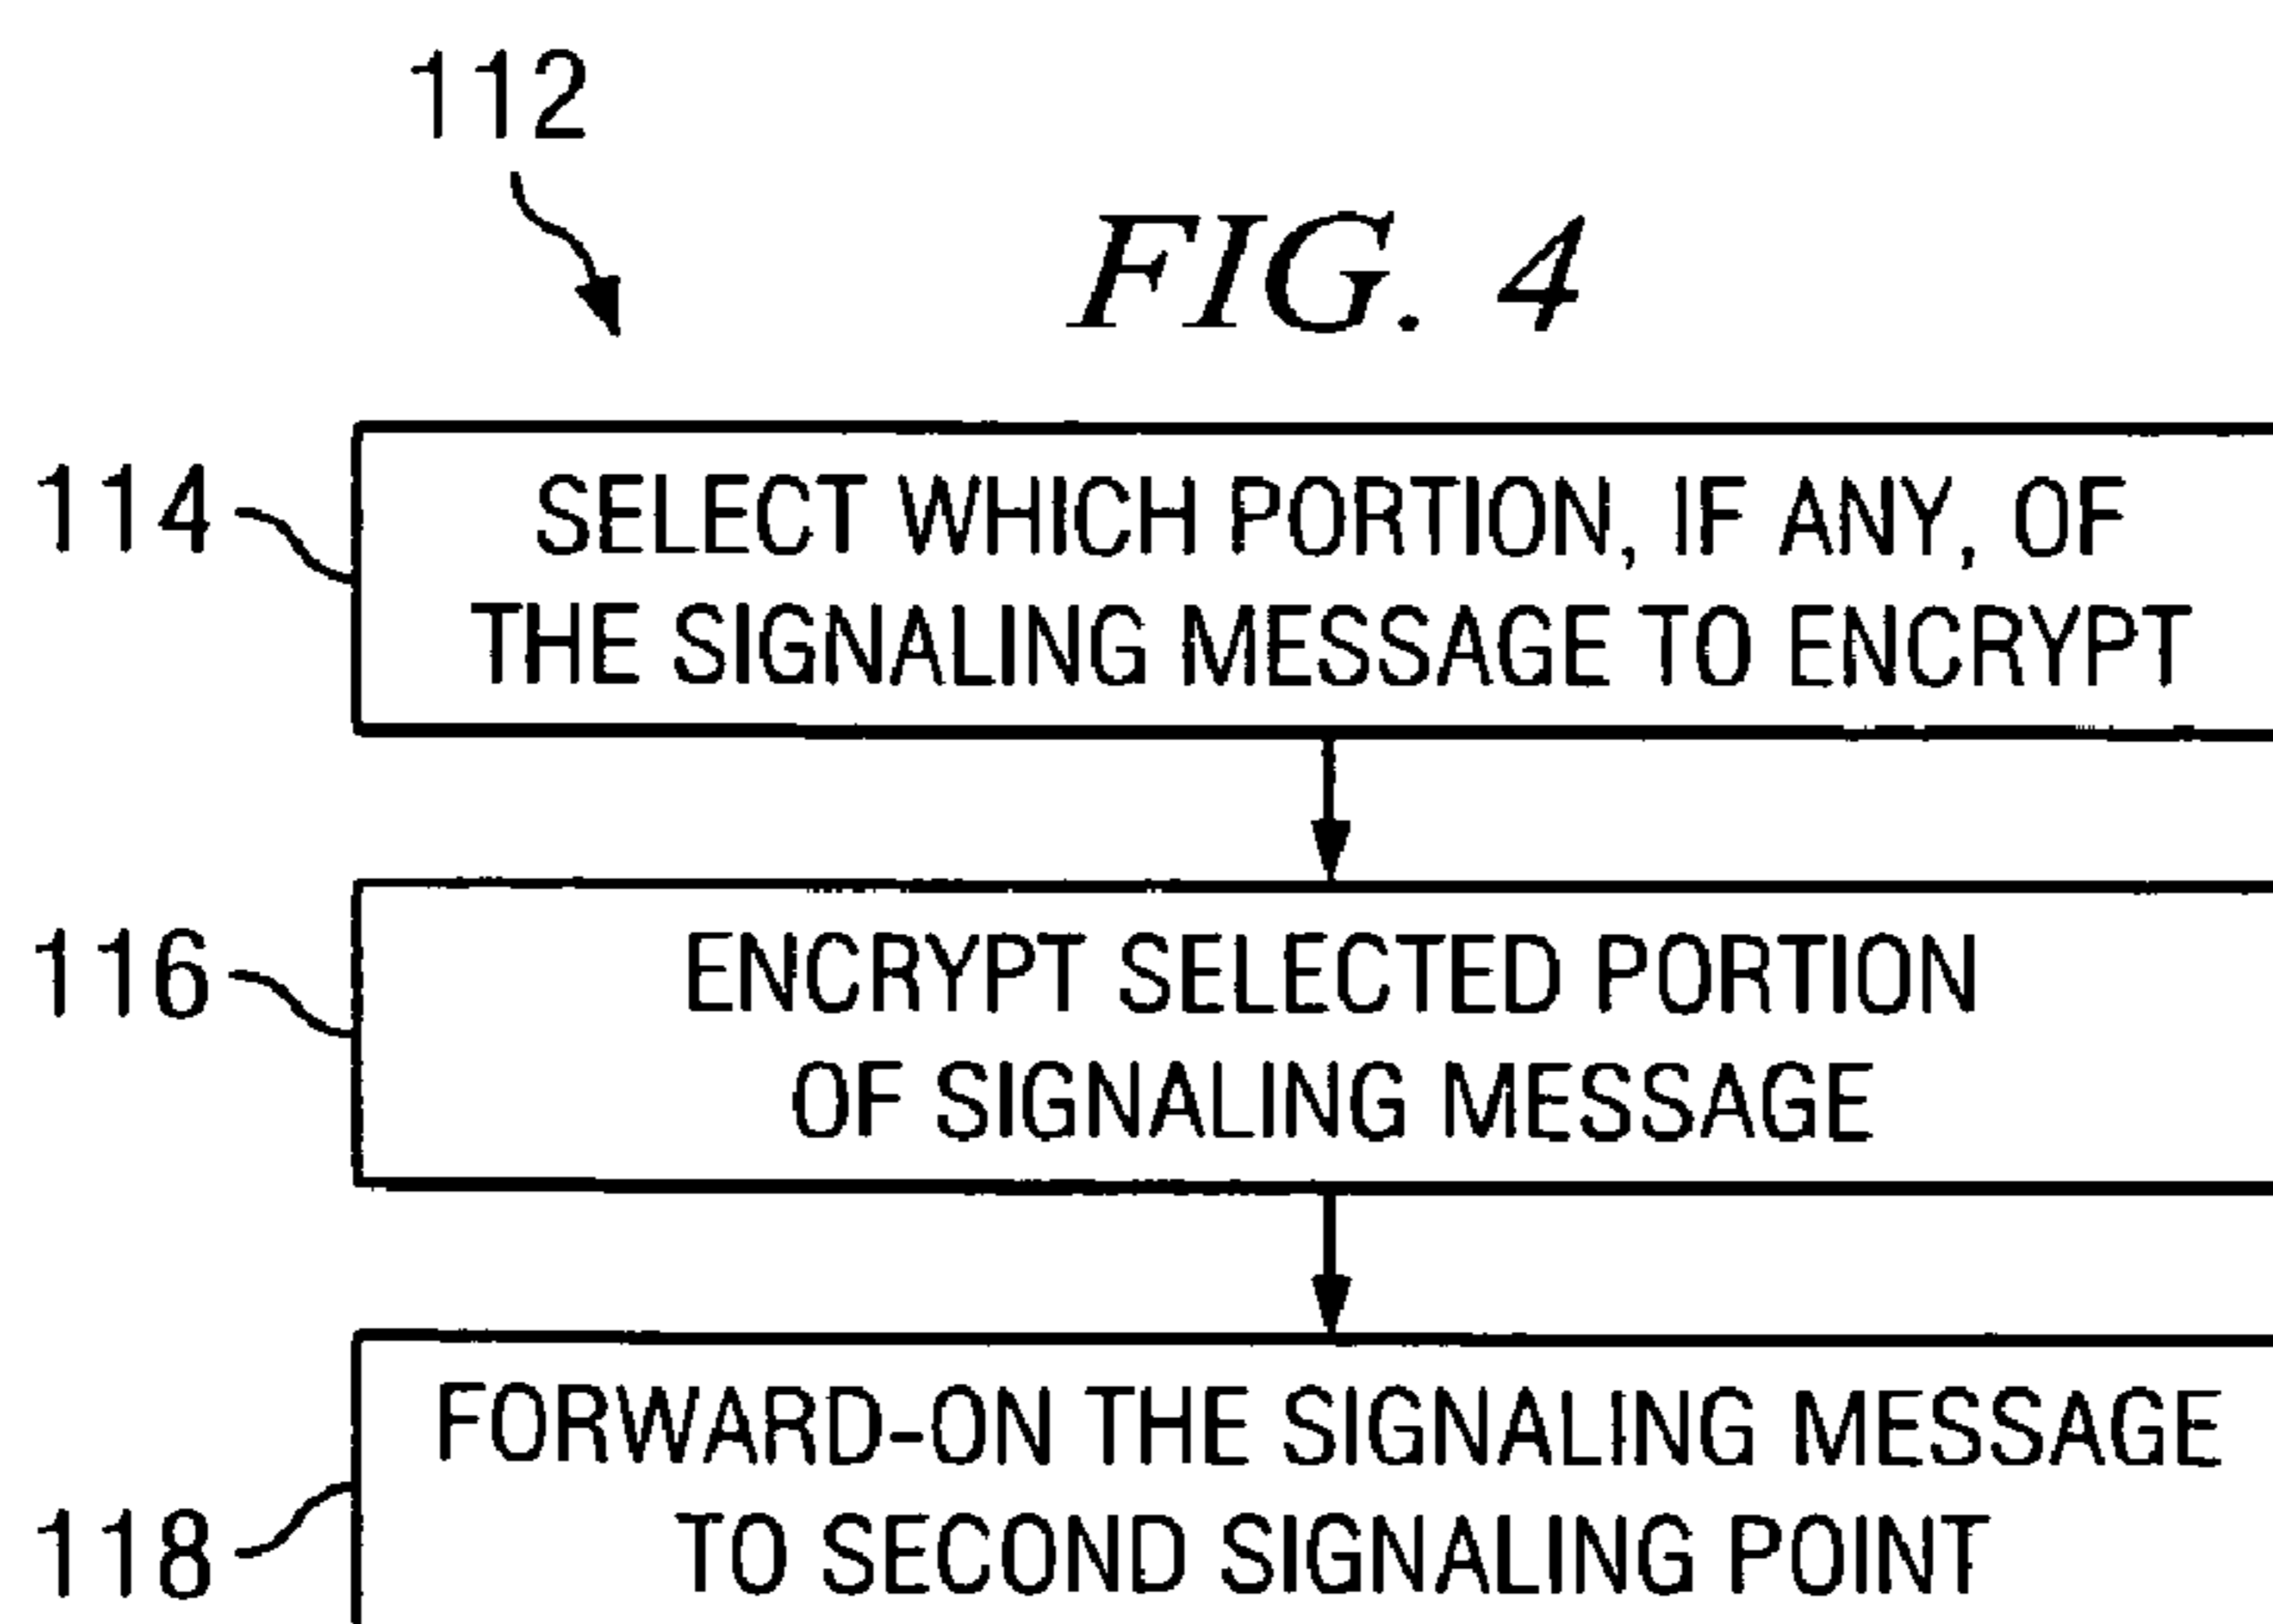 112
FIG. 4
114
SELECT WHICH PORTION, IF ANY, OF
THE SIGNALING MESSAGE TO ENCRYPT
116
ENCRYPT SELECTED PORTION
OF SIGNALING MESSAGE
118
FORWARD-ON THE SIGNALING MESSAGE
TO SECOND SIGNALING POINT